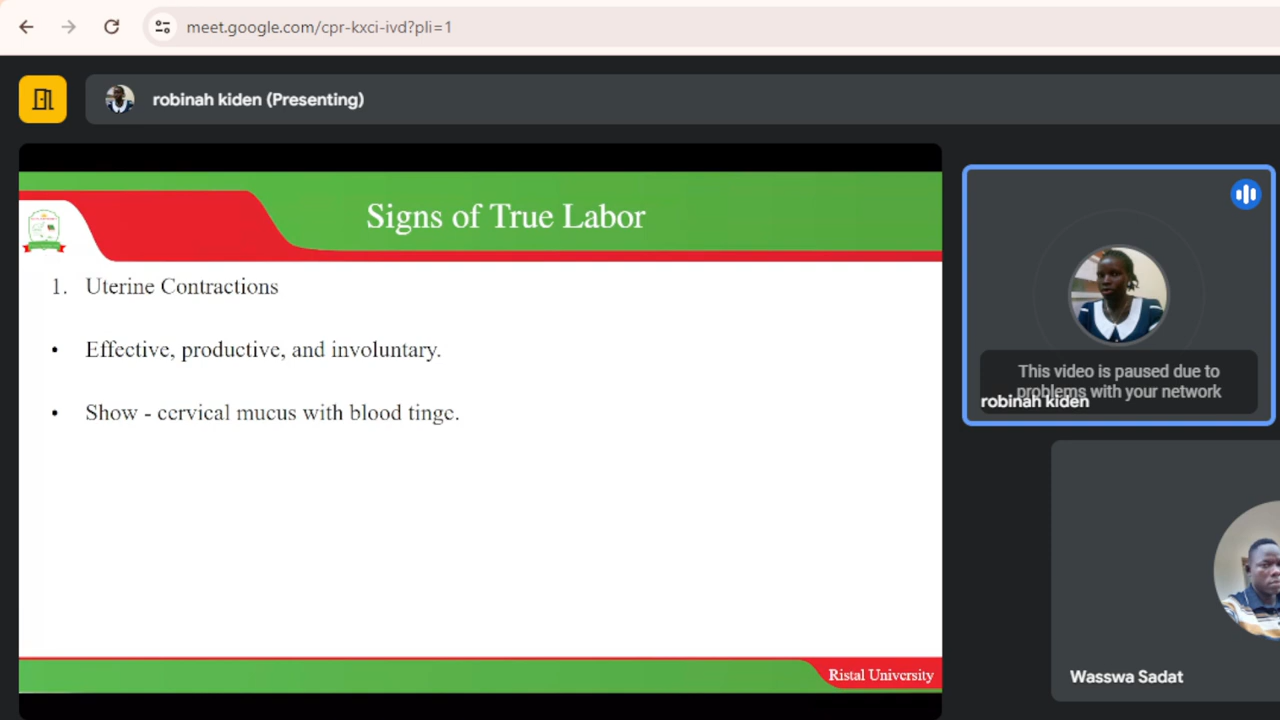 meet.google.com/cpr-kxci-ivd?pli=1
robinah kiden (Presenting)
Signs of True Labor
1. Uterine Contractions
• Effective, productive, and involuntary.
• Show - cervical mucus with blood tinge.
Ristal University
This video is paused due to
problems with your network
robinah kiden
Wasswa Sadat